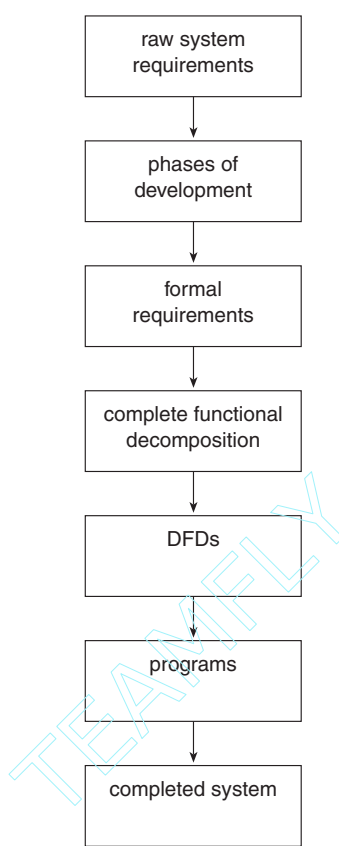 raw system
requirements
phases of
development
formal
requirements
complete functional
decomposition
DFDs
programs
completed system
TEAMFLY